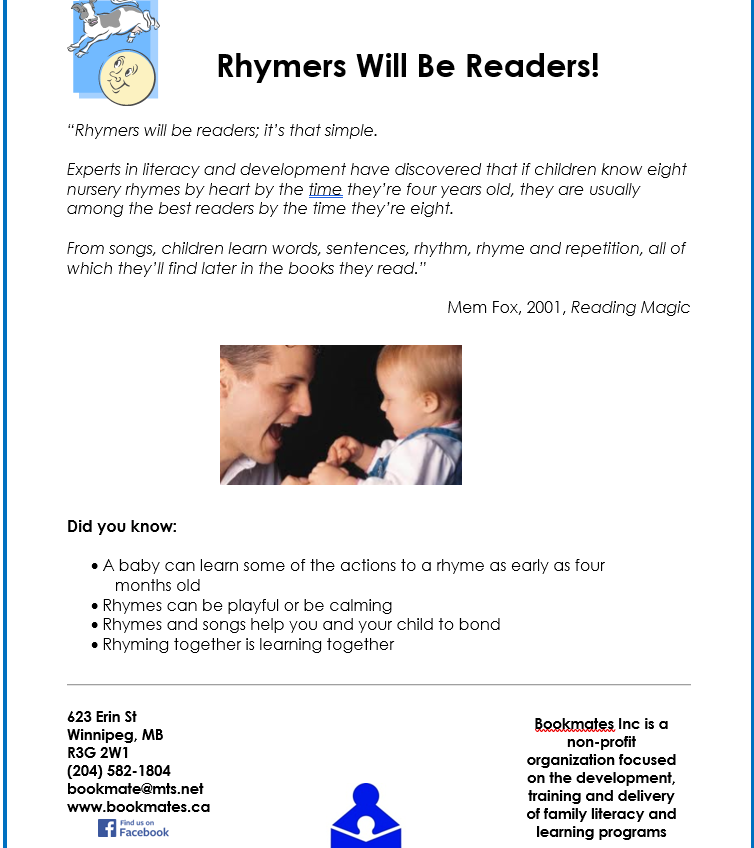 Rhymers Will Be Readers!
“Rhymers will be readers; it’s that simple.
Experts in literacy and development have discovered that if children know eight
nursery rhymes by heart by the time they’re four years old, they are usually
among the best readers by the time they’re eight.
From songs, children learn words, sentences, rhythm, rhyme and repetition, all of
which they’ll find later in the books they read.”
Mem Fox, 2001, Reading Magic
Did you know:
• A baby can learn some of the actions to a rhyme as early as four
months old
• Rhymes can be playful or be calming
• Rhymes and songs help you and your child to bond
• Rhyming together is learning together
623 Erin St
Winnipeg, MB
R3G 2W1
(204) 582-1804
bookmate@mts.net
www.bookmates.ca
Find us on
Facebook
Bookmates Inc is a
non-profit
organization focused
on the development,
training and delivery
of family literacy and
learning programs